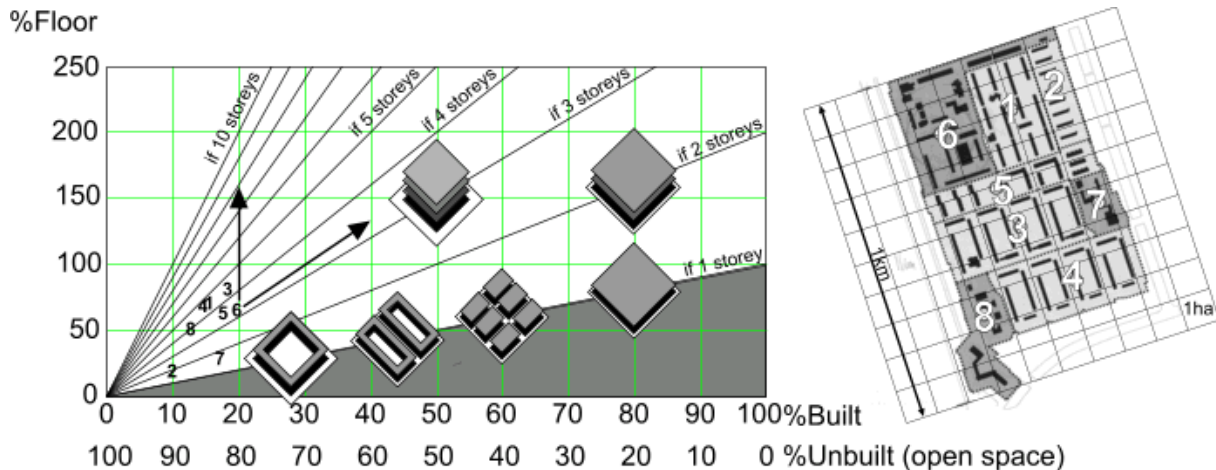 %Floor
250
200
150
100
50
0
if 10 storeys
if 5 storeys
if 4 storeys
if 3 storeys
if 2 storeys
if 1 storey
3
41
5 6
8
7
2
0 10 20 30 40 50 60 70 80 90 100 %Built
100 90 80 70 60 50 40 30 20 10 0 %Unbuilt (open space)
1km
1
2
6
5
7
3
4
8
1ha